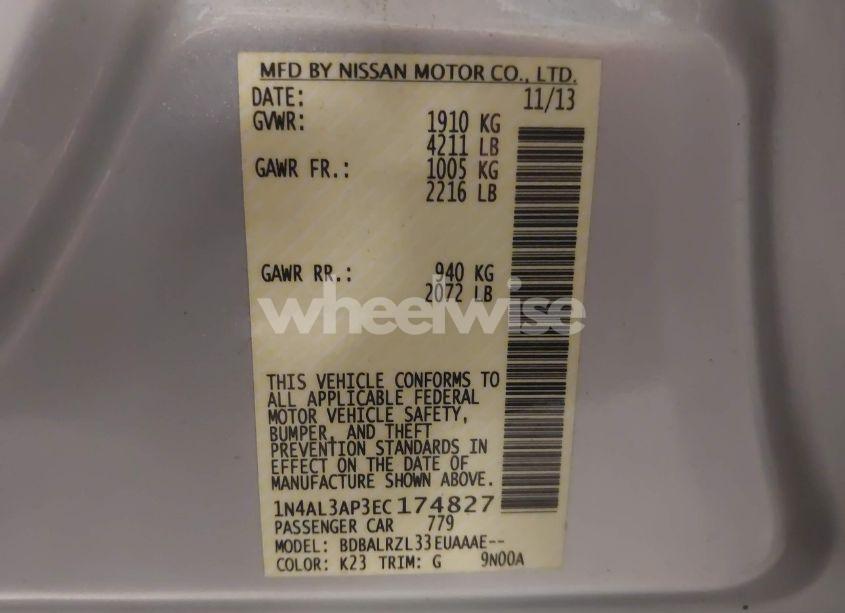 MFD BY NISSAN MOTOR CO., LTD.
DATE: 11/13
GVWR: 1910 KG
4211 LB
GAWR FR.: 1005 KG
2216 LB
GAWR RR.: 940 KG
2072 LB
wheelwise
THIS VEHICLE CONFORMS TO
ALL APPLICABLE FEDERAL
MOTOR VEHICLE SAFETY,
BUMPER, AND THEFT
PREVENTION STANDARDS IN
EFFECT ON THE DATE OF
MANUFACTURE SHOWN ABOVE.
1N4AL3AP3EC174827
PASSENGER CAR 779
MODEL: BDBALRZL33EUAAAE--
COLOR: K23 TRIM: G 9N00A